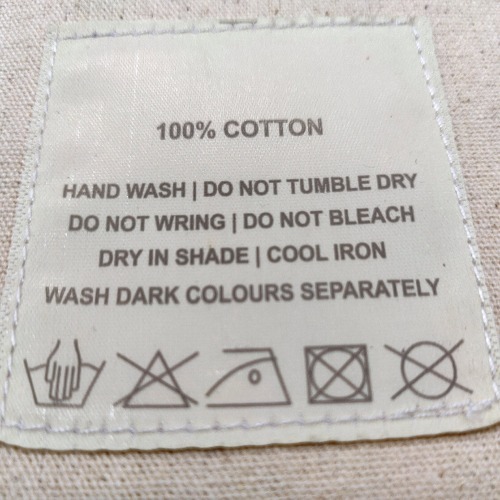 100% COTTON
HAND WASH | DO NOT TUMBLE DRY
DO NOT WRING | DO NOT BLEACH
DRY IN SHADE | COOL IRON
WASH DARK COLOURS SEPARATELY